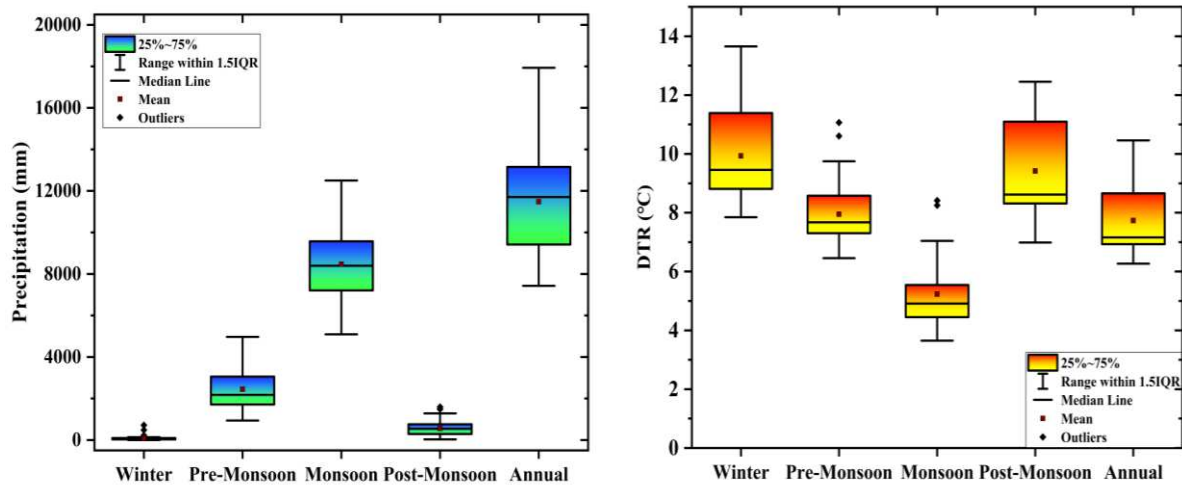 20000
16000
12000
8000
4000
0
Precipitation (mm)
25%~75%
Range within 1.5IQR
Median Line
Mean
Outliers
Winter Pre-Monsoon Monsoon Post-Monsoon Annual
14
12
10
8
6
4
2
0
DTR (°C)
25%~75%
Range within 1.5IQR
Median Line
Mean
Outliers
Winter Pre-Monsoon Monsoon Post-Monsoon Annual